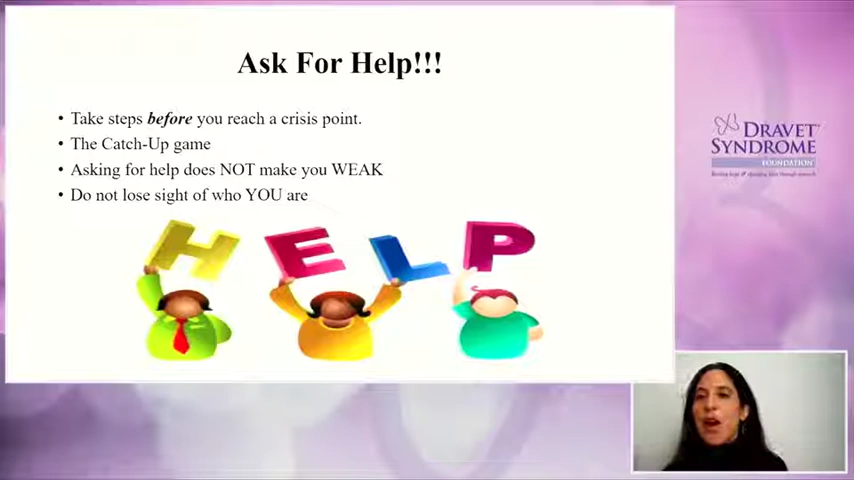 Ask For Help!!!
• Take steps before you reach a crisis point.
• The Catch-Up game
• Asking for help does NOT make you WEAK
• Do not lose sight of who YOU are
HELP
DRAVET
SYNDROME
FOUNDATION